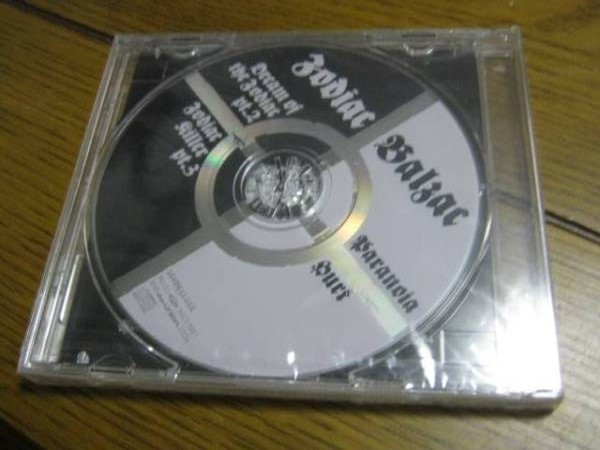 Zodiac
Dream of
the Zodiac
pt.2
Zodiac
Killer
pt.3
Balzac
Paranoia
Hurt